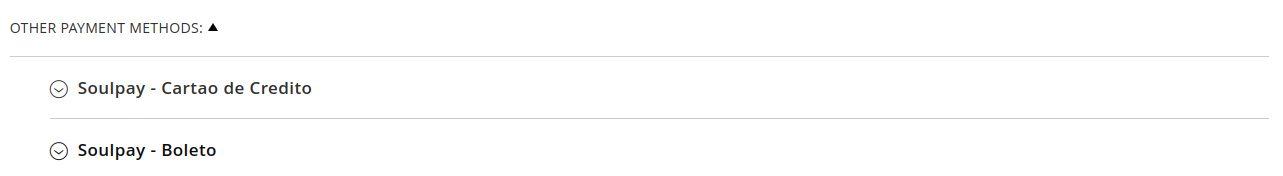 OTHER PAYMENT METHODS:
Soulpay - Cartao de Credito
Soulpay - Boleto